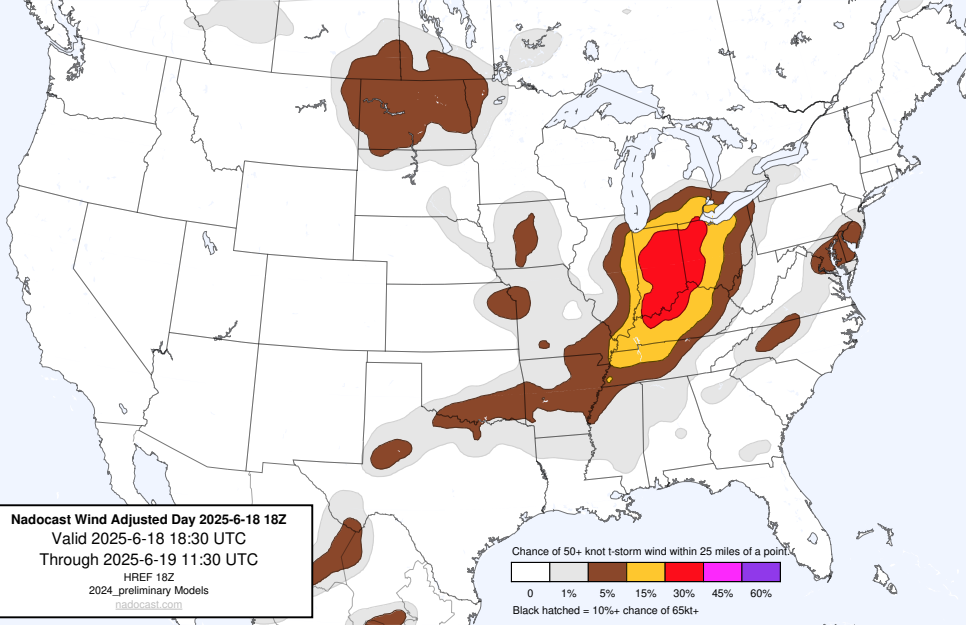 Nadocast Wind Adjusted Day 2025-6-18 18Z
Valid 2025-6-18 18:30 UTC
Through 2025-6-19 11:30 UTC
HREF 18Z
2024_preliminary Models
nadocast.com
Chance of 50+ knot t-storm wind within 25 miles of a point.
0 1% 5% 15% 30% 45% 60%
Black hatched = 10%+ chance of 65kt+